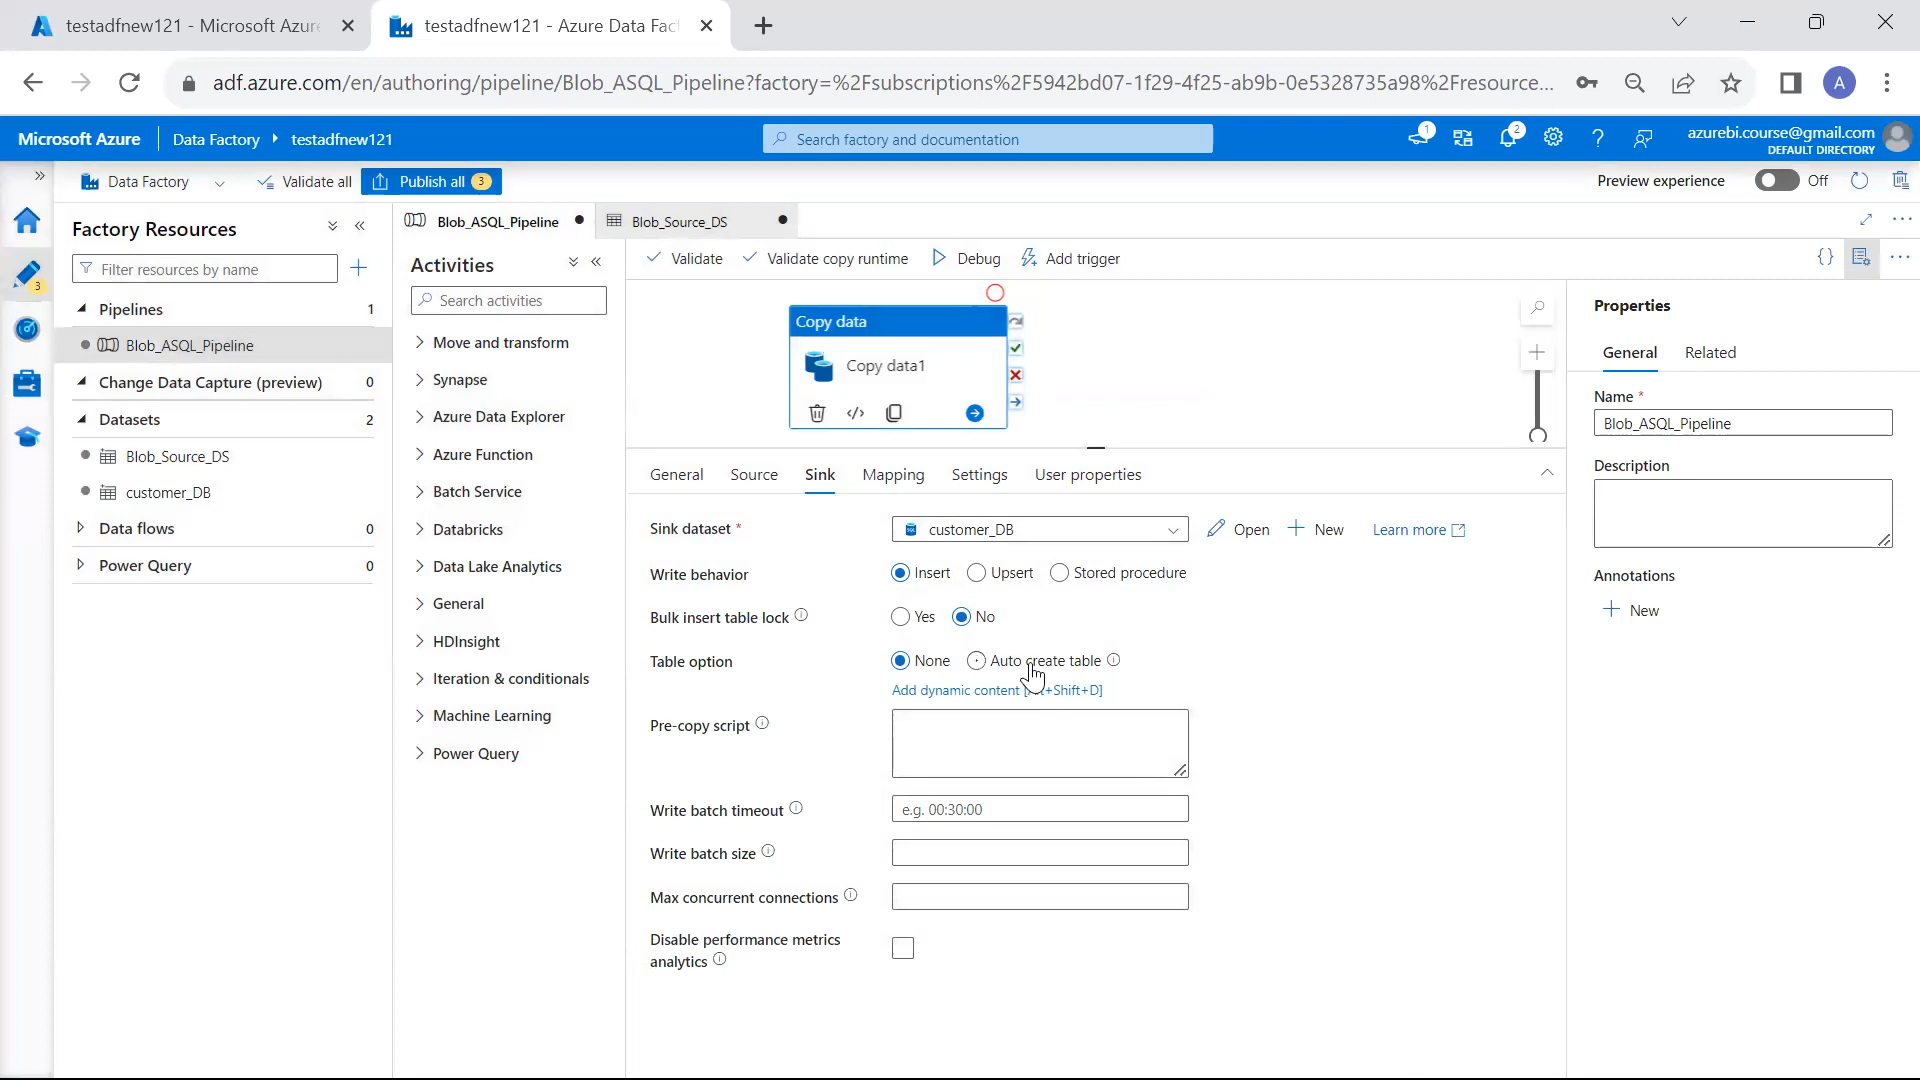 testadfnew121 - Microsoft Azur
testadfnew121 - Azure Data Fac
adf.azure.com/en/authoring/pipeline/Blob_ASQL_Pipeline?factory=%2Fsubscriptions%2F5942bd07-1f29-4f25-ab9b-0e5328735a98%2Fresource...
A
Microsoft Azure
Data Factory
testadfnew121
Search factory and documentation
1
2
azurebi.course@gmail.com
DEFAULT DIRECTORY
Data Factory
Validate all
Publish all 3
Preview experience
Off
Factory Resources
Filter resources by name
3
Pipelines 1
Blob_ASQL_Pipeline
Change Data Capture (preview) 0
Datasets 2
Blob_Source_DS
customer_DB
Data flows 0
Power Query 0
Blob_ASQL_Pipeline
Blob_Source_DS
Activities
Search activities
Move and transform
Synapse
Azure Data Explorer
Azure Function
Batch Service
Databricks
Data Lake Analytics
General
HDInsight
Iteration & conditionals
Machine Learning
Power Query
Validate
Validate copy runtime
Debug
Add trigger
Copy data
Copy data1
General
Source
Sink
Mapping
Settings
User properties
Sink dataset *
customer_DB
Open
New
Learn more
Write behavior
Insert
Upsert
Stored procedure
Bulk insert table lock
Yes
No
Table option
None
Auto create table
Add dynamic content [Alt+Shift+D]
Pre-copy script
Write batch timeout
e.g. 00:30:00
Write batch size
Max concurrent connections
Disable performance metrics
analytics
Properties
General
Related
Name *
Blob_ASQL_Pipeline
Description
Annotations
New